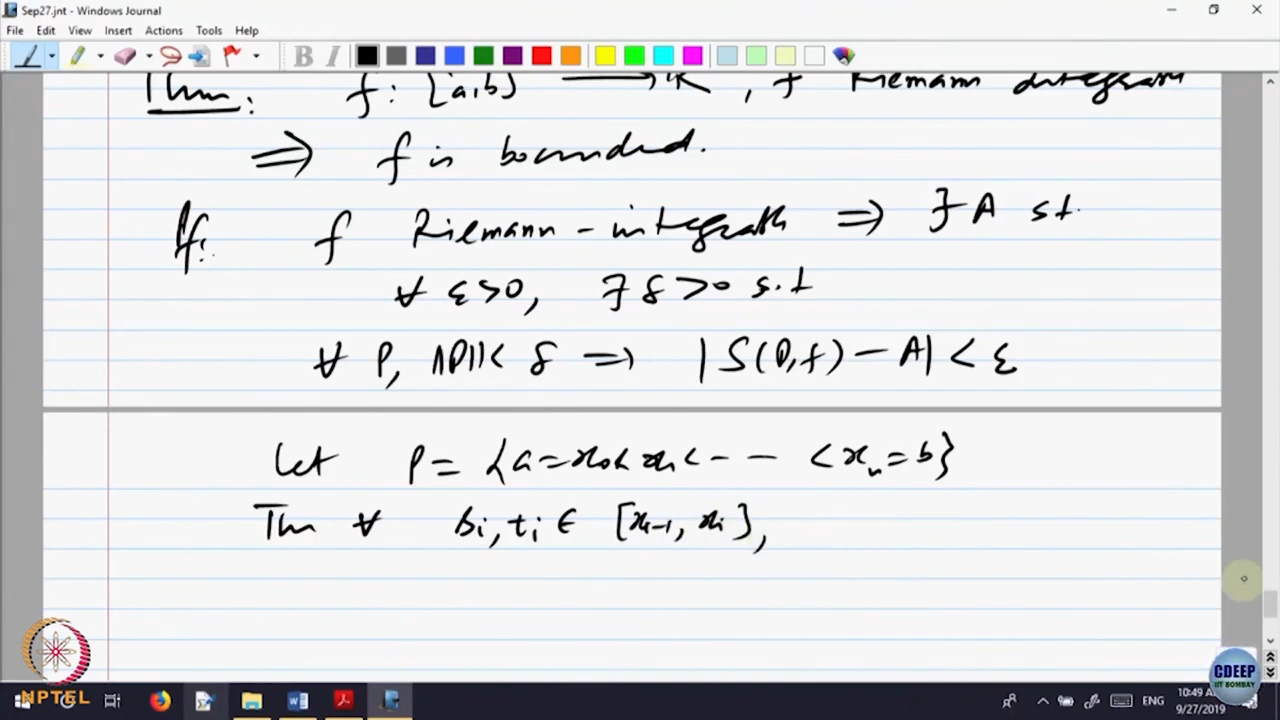 Sep27.jnt - Windows Journal
File Edit View Insert Actions Tools Help
Thm: f: [a,b] → R, f Riemann integrable
⇒ f is bounded.
Pf: f Riemann-integrable ⇒ ∃ A s.t.
∀ ε>0, ∃ δ>0 s.t
∀ P, ||P||< δ ⇒ |S(P,f) - A| < ε
Let P = {a=x₀< x₁< - - - <xₙ=b}
Then ∀ sᵢ, tᵢ ∈ [xᵢ₋₁, xᵢ],
NPTEL
CDEEP
IIT BOMBAY
ENG
10:49 A
9/27/2019